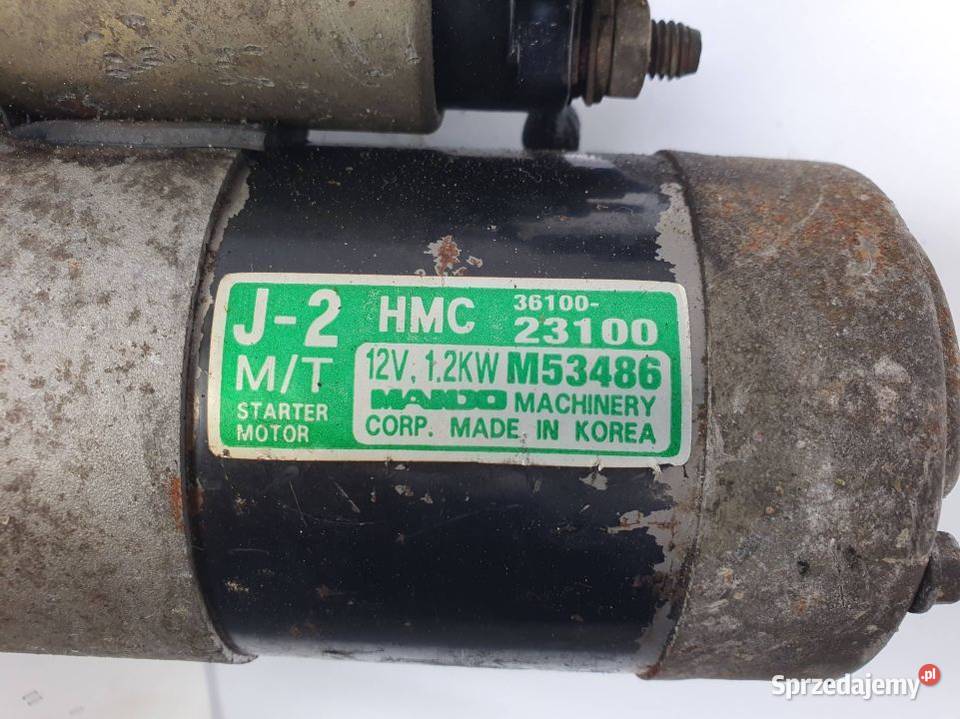 J-2 HMC 36100-
23100
M/T 12V, 1.2KW M53486
STARTER MANDO MACHINERY
MOTOR CORP. MADE IN KOREA
Sprzedajemy.pl